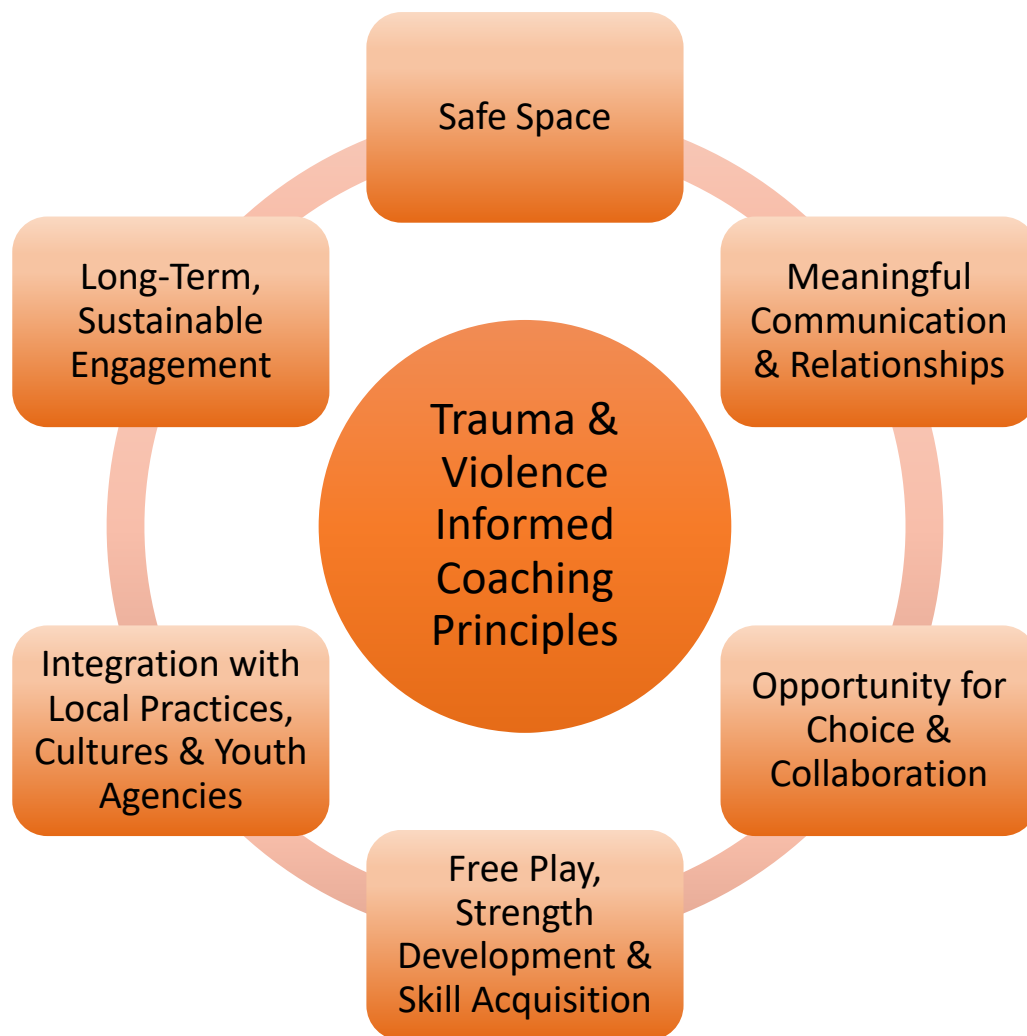 Safe Space
Meaningful
Communication
& Relationships
Opportunity for
Choice &
Collaboration
Free Play,
Strength
Development &
Skill Acquisition
Integration with
Local Practices,
Cultures & Youth
Agencies
Long-Term,
Sustainable
Engagement
Trauma &
Violence
Informed
Coaching
Principles